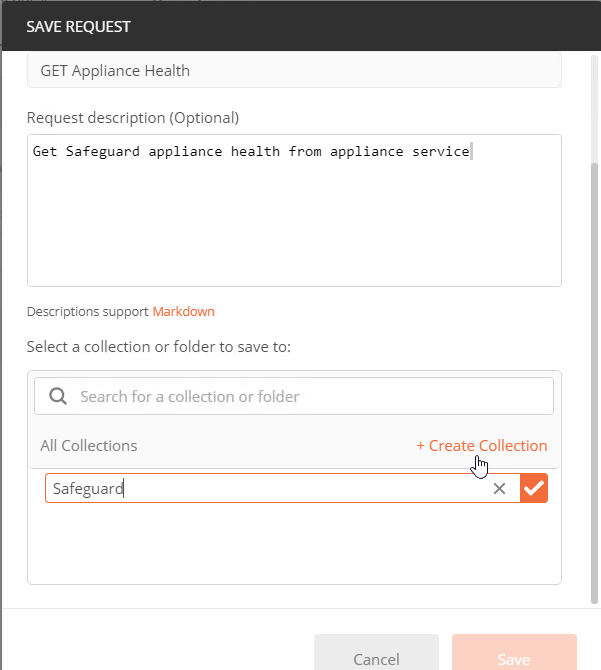 SAVE REQUEST
GET Appliance Health
Request description (Optional)
Get Safeguard appliance health from appliance service
Descriptions support Markdown
Select a collection or folder to save to:
Search for a collection or folder
All Collections + Create Collection
Safeguard
Cancel Save